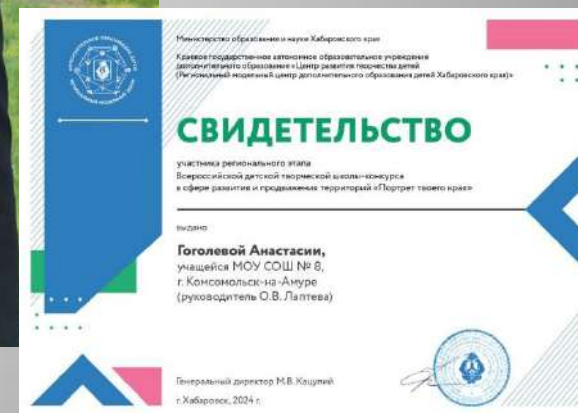 Министерство образования и науки Хабаровского края
Краевое государственное автономное образовательное учреждение
дополнительного образования «Центр развития творчества детей
(Региональный модельный центр дополнительного образования детей Хабаровского края)»
СВИДЕТЕЛЬСТВО
участника регионального этапа
Всероссийской детской творческой школы-конкурса
в сфере развития и продвижения территорий «Портрет твоего края»
выдано
Гоголевой Анастасии,
учащейся МОУ СОШ № 8,
г. Комсомольск-на-Амуре
(руководитель О.В. Лаптева)
Генеральный директор М.В. Кацупий
г. Хабаровск, 2024 г.